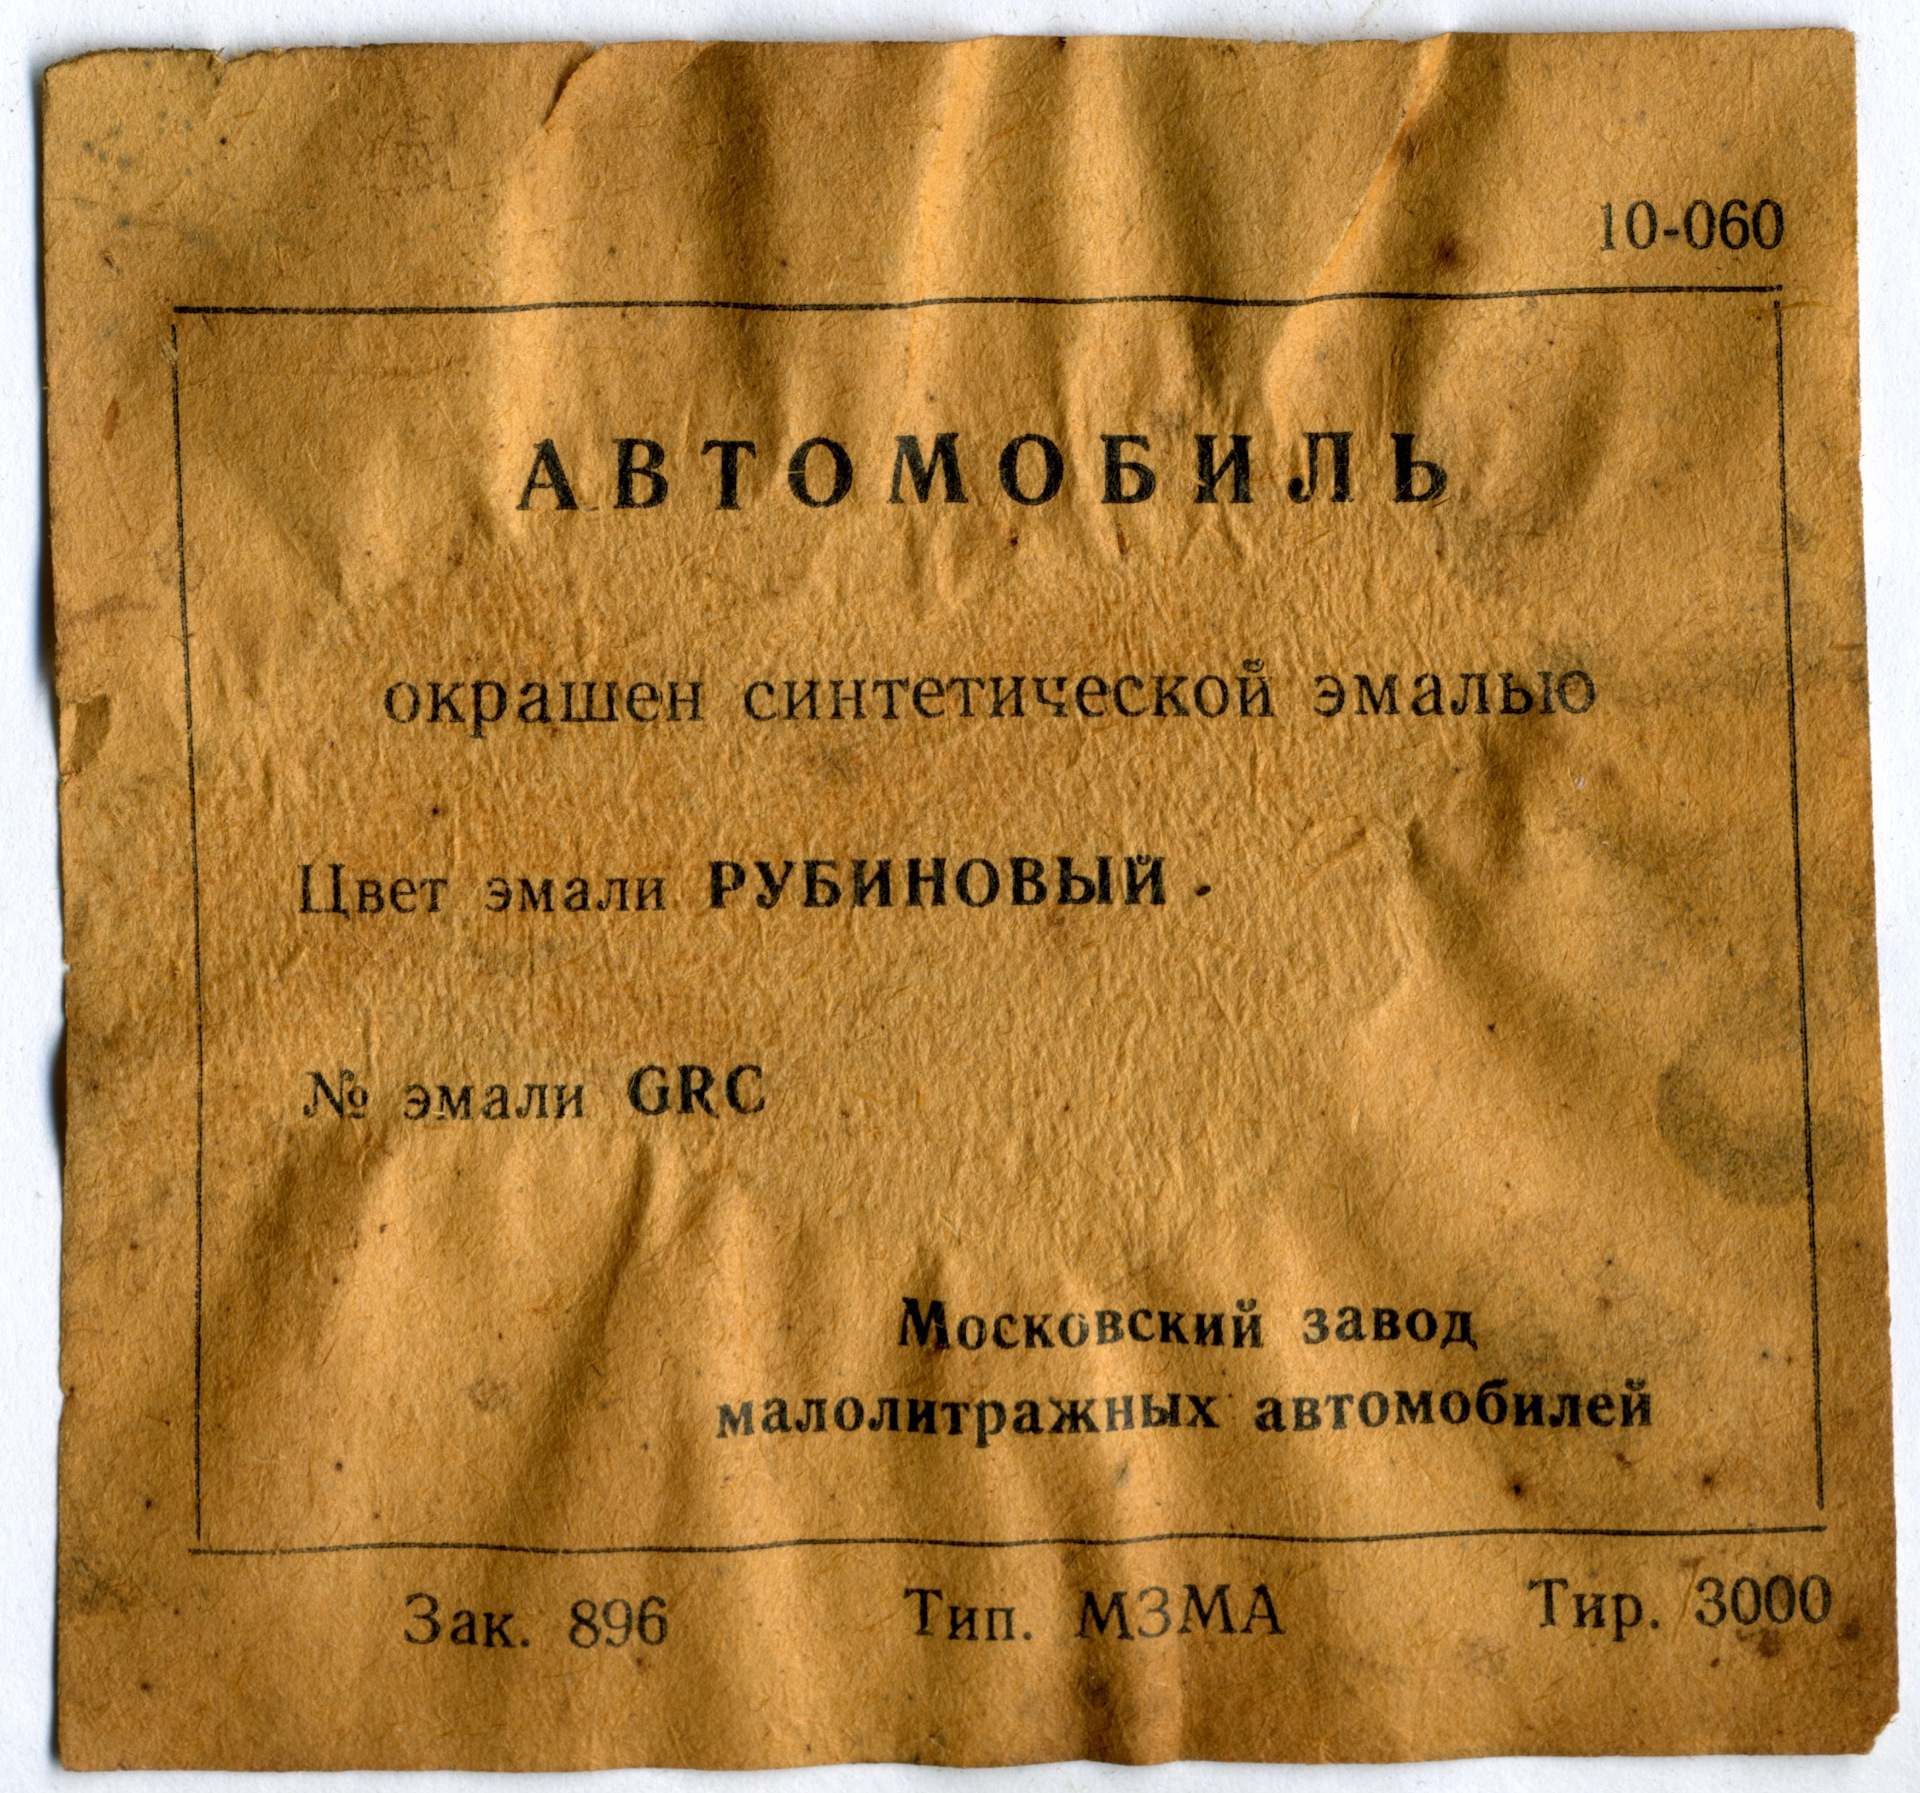 10-060
АВТОМОБИЛЬ
окрашен синтетической эмалью
Цвет эмали РУБИНОВЫЙ.
№ эмали GRC
Московский завод
малолитражных автомобилей
Зак. 896 Тип. МЗМА Тир. 3000